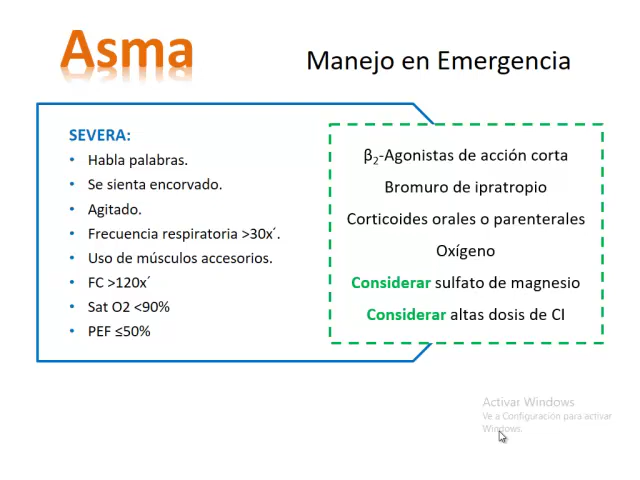 Asma
Manejo en Emergencia
SEVERA:
• Habla palabras.
• Se sienta encorvado.
• Agitado.
• Frecuencia respiratoria >30x´.
• Uso de músculos accesorios.
• FC >120x´
• Sat O2 <90%
• PEF ≤50%
β2-Agonistas de acción corta
Bromuro de ipratropio
Corticoides orales o parenterales
Oxígeno
Considerar sulfato de magnesio
Considerar altas dosis de CI
Activar Windows
Ve a Configuración para activar
Windows.